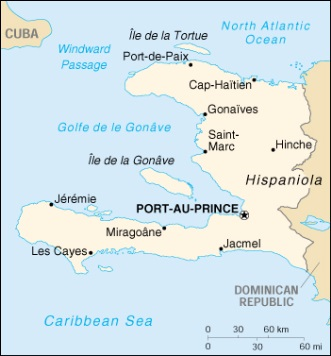 CUBA
North Atlantic
Ocean
Windward
Passage
Île de la Tortue
Port-de-Paix
Cap-Haïtien
Gonaïves
Golfe de le Gonâve
Saint-
Marc
Hinche
Île de la Gonâve
Hispaniola
Jérémie
PORT-AU-PRINCE
Miragoâne
Jacmel
Les Cayes
DOMINICAN
REPUBLIC
Caribbean Sea
0 30 60 km
0 30 60 mi